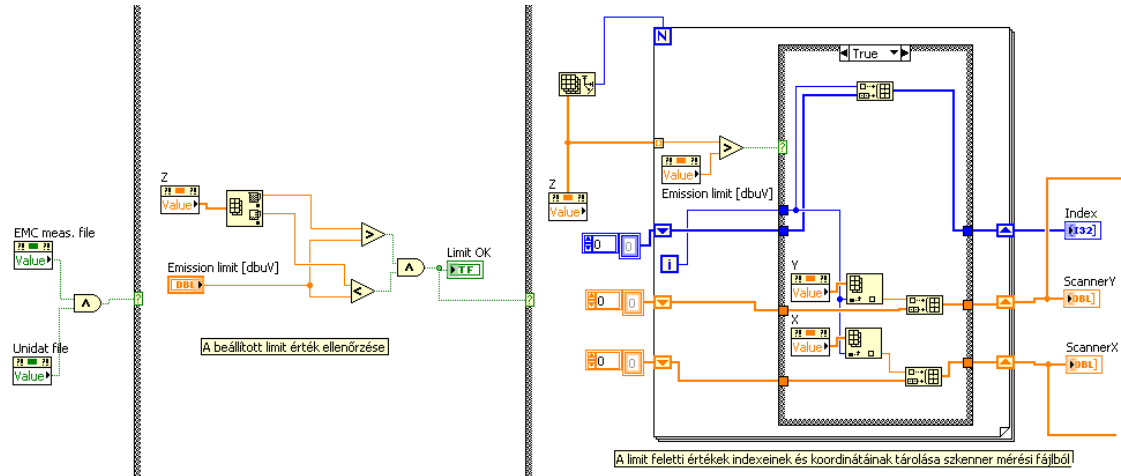 EMC meas. file
?! ?!
Value
Unidat file
?! ?!
Value
?
Z
?! ?!
Value
Emission limit [dbuV]
DBL
>
<
Limit OK
TF
?
A beállított limit érték ellenőrzése
N
True
Z
?! ?!
Value
?! ?!
Value
Emission limit [dbuV]
>
?
0
0
i
Index
I32]
Y
?! ?!
Value
0
0
ScannerY
DBL]
X
?! ?!
Value
0
0
ScannerX
DBL]
A limit feletti értékek indexeinek és koordinátáinak tárolása szkenner mérési fájlból